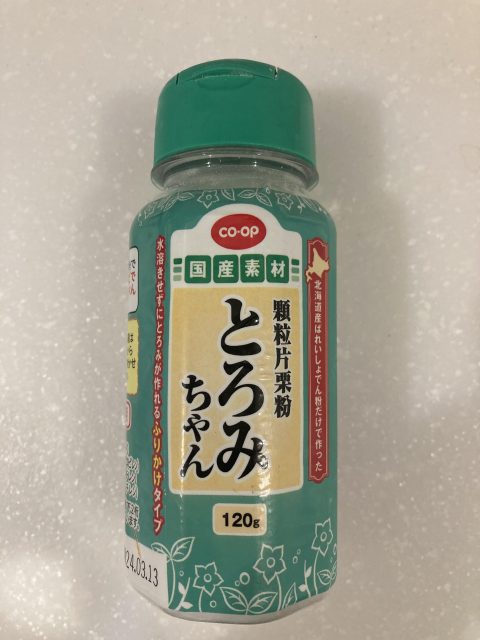 co·op
国産素材
北海道産ばれいしょでん粉だけで作った
顆粒片栗粉
とろみ
ちゃん
水溶きせずにとろみが作れるふりかけタイプ
120g
24.03.13